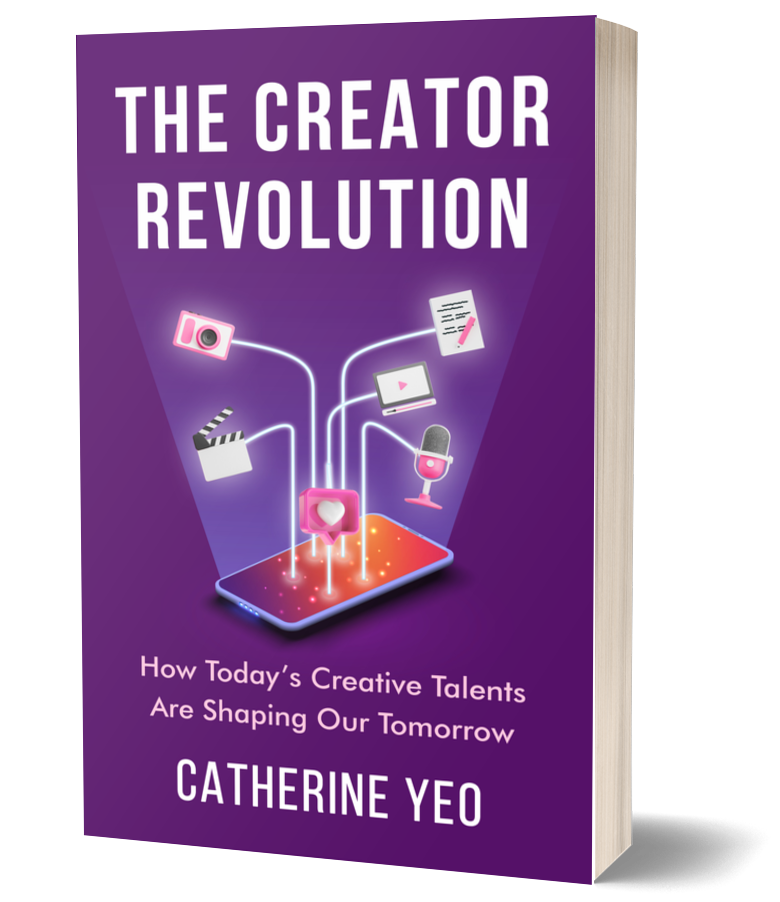 THE CREATOR
REVOLUTION
How Today's Creative Talents
Are Shaping Our Tomorrow
CATHERINE YEO